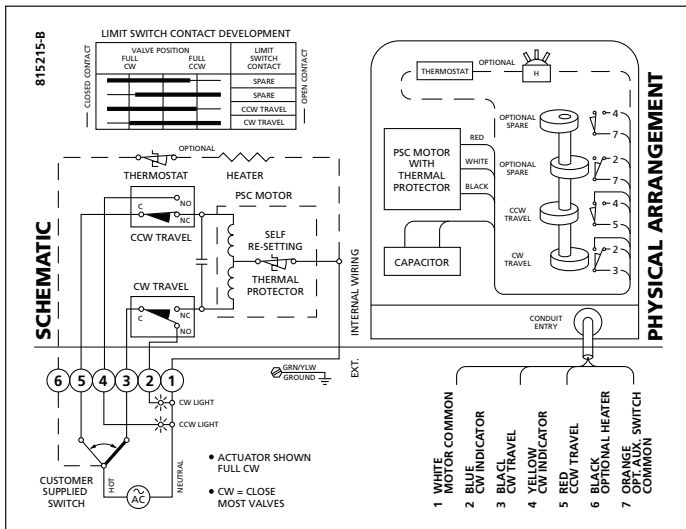 815215-B
LIMIT SWITCH CONTACT DEVELOPMENT
CLOSED CONTACT
VALVE POSITION
FULL CW
FULL CCW
LIMIT SWITCH CONTACT
SPARE
SPARE
CCW TRAVEL
CW TRAVEL
OPEN CONTACT
SCHEMATIC
OPTIONAL
THERMOSTAT
HEATER
C
NO
NC
CCW TRAVEL
PSC MOTOR
SELF
RE-SETTING
THERMAL
PROTECTOR
CW TRAVEL
C
NC
NO
INTERNAL WIRING
EXT.
6 5 4 3 2 1
GRN/YLW
GROUND
CW LIGHT
CCW LIGHT
CUSTOMER
SUPPLIED
SWITCH
HOT
AC
NEUTRAL
• ACTUATOR SHOWN
FULL CW
• CW = CLOSE
MOST VALVES
PHYSICAL ARRANGEMENT
THERMOSTAT
OPTIONAL
H
PSC MOTOR
WITH
THERMAL
PROTECTOR
RED
WHITE
BLACK
CAPACITOR
OPTIONAL
SPARE
4
7
OPTIONAL
SPARE
2
7
CCW
TRAVEL
4
5
CW
TRAVEL
2
3
CONDUIT
ENTRY
1 WHITE
MOTOR COMMON
2 BLUE
CW INDICATOR
3 BLACL
CW TRAVEL
4 YELLOW
CW INDICATOR
5 RED
CCW TRAVEL
6 BLACK
OPTIONAL HEATER
7 ORANGE
OPT. AUX. SWITCH
COMMON